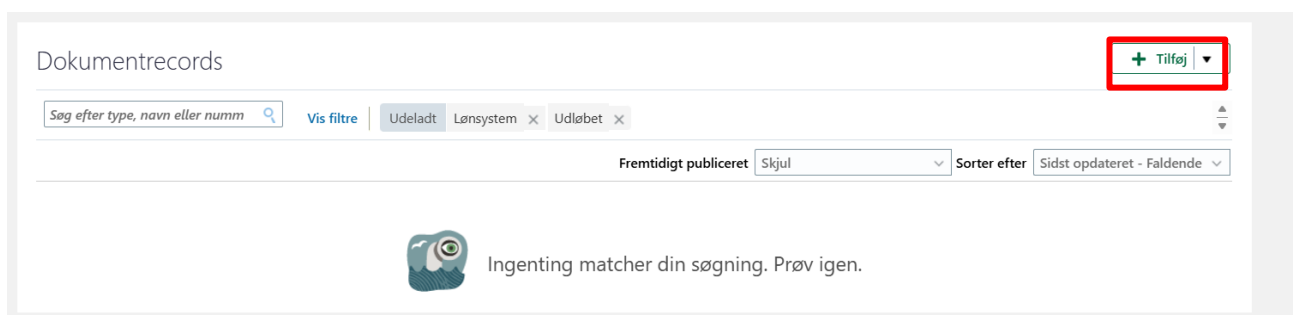 Dokumentrecords
Tilføj
Søg efter type, navn eller numm Vis filtre Udeladt Lønsystem Udløbet
Fremtidigt publiceret Skjul Sorter efter Sidst opdateret - Faldende
Ingenting matcher din søgning. Prøv igen.